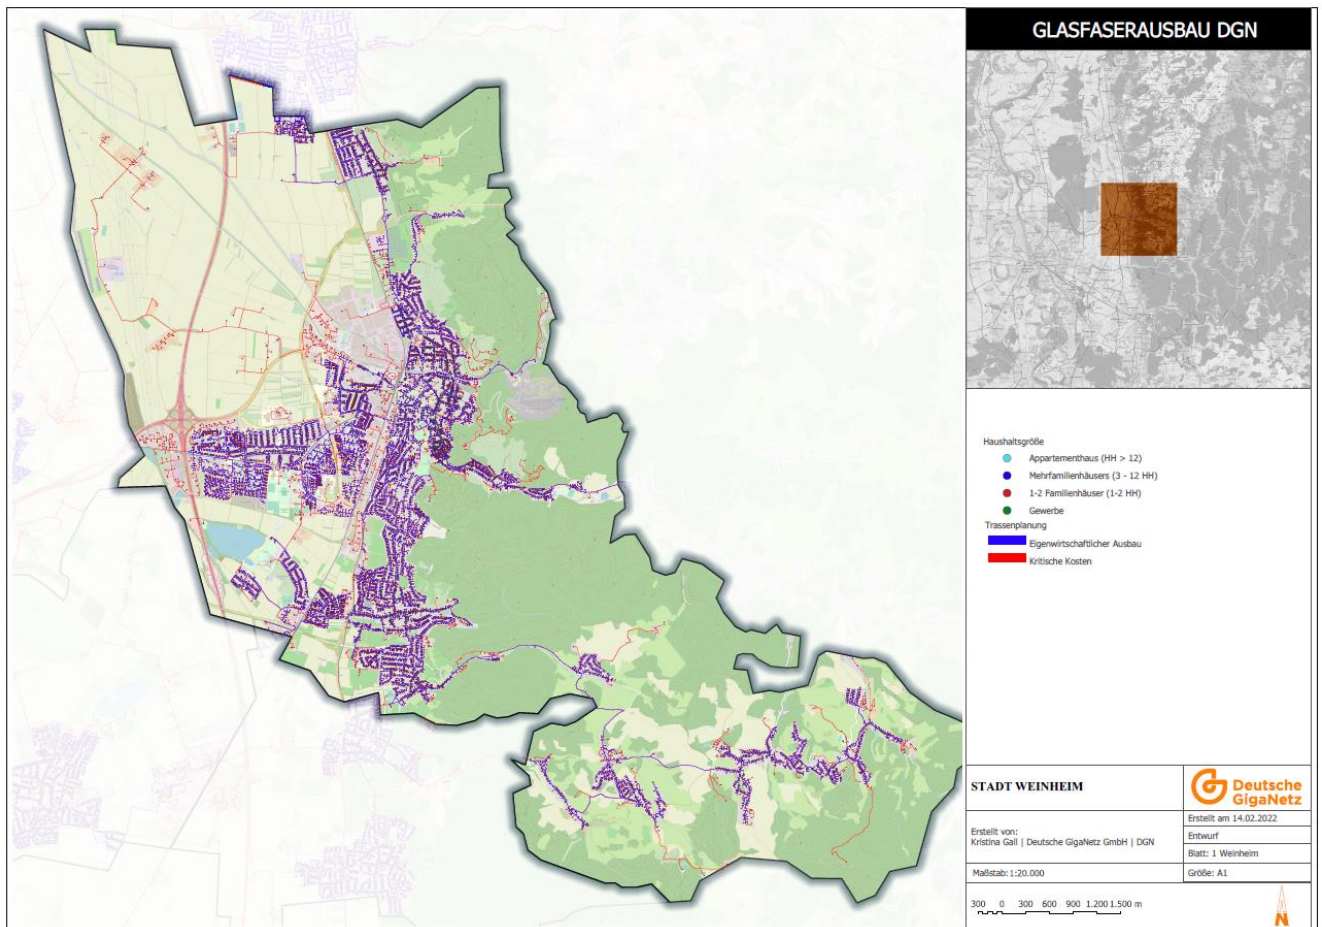 GLASFASERAUSBAU DGN
Haushaltsgröße
Appartementhaus (HH > 12)
Mehrfamilienhäusers (3 - 12 HH)
1-2 Familienhäuser (1-2 HH)
Gewerbe
Trassenplanung
Eigenwirtschaftlicher Ausbau
Kritische Kosten
STADT WEINHEIM
Deutsche
GigaNetz
Erstellt von:
Kristina Gall | Deutsche GigaNetz GmbH | DGN
Erstellt am 14.02.2022
Entwurf
Blatt: 1 Weinheim
Maßstab: 1:20.000
Größe: A1
300 0 300 600 900 1.200 1.500 m
N